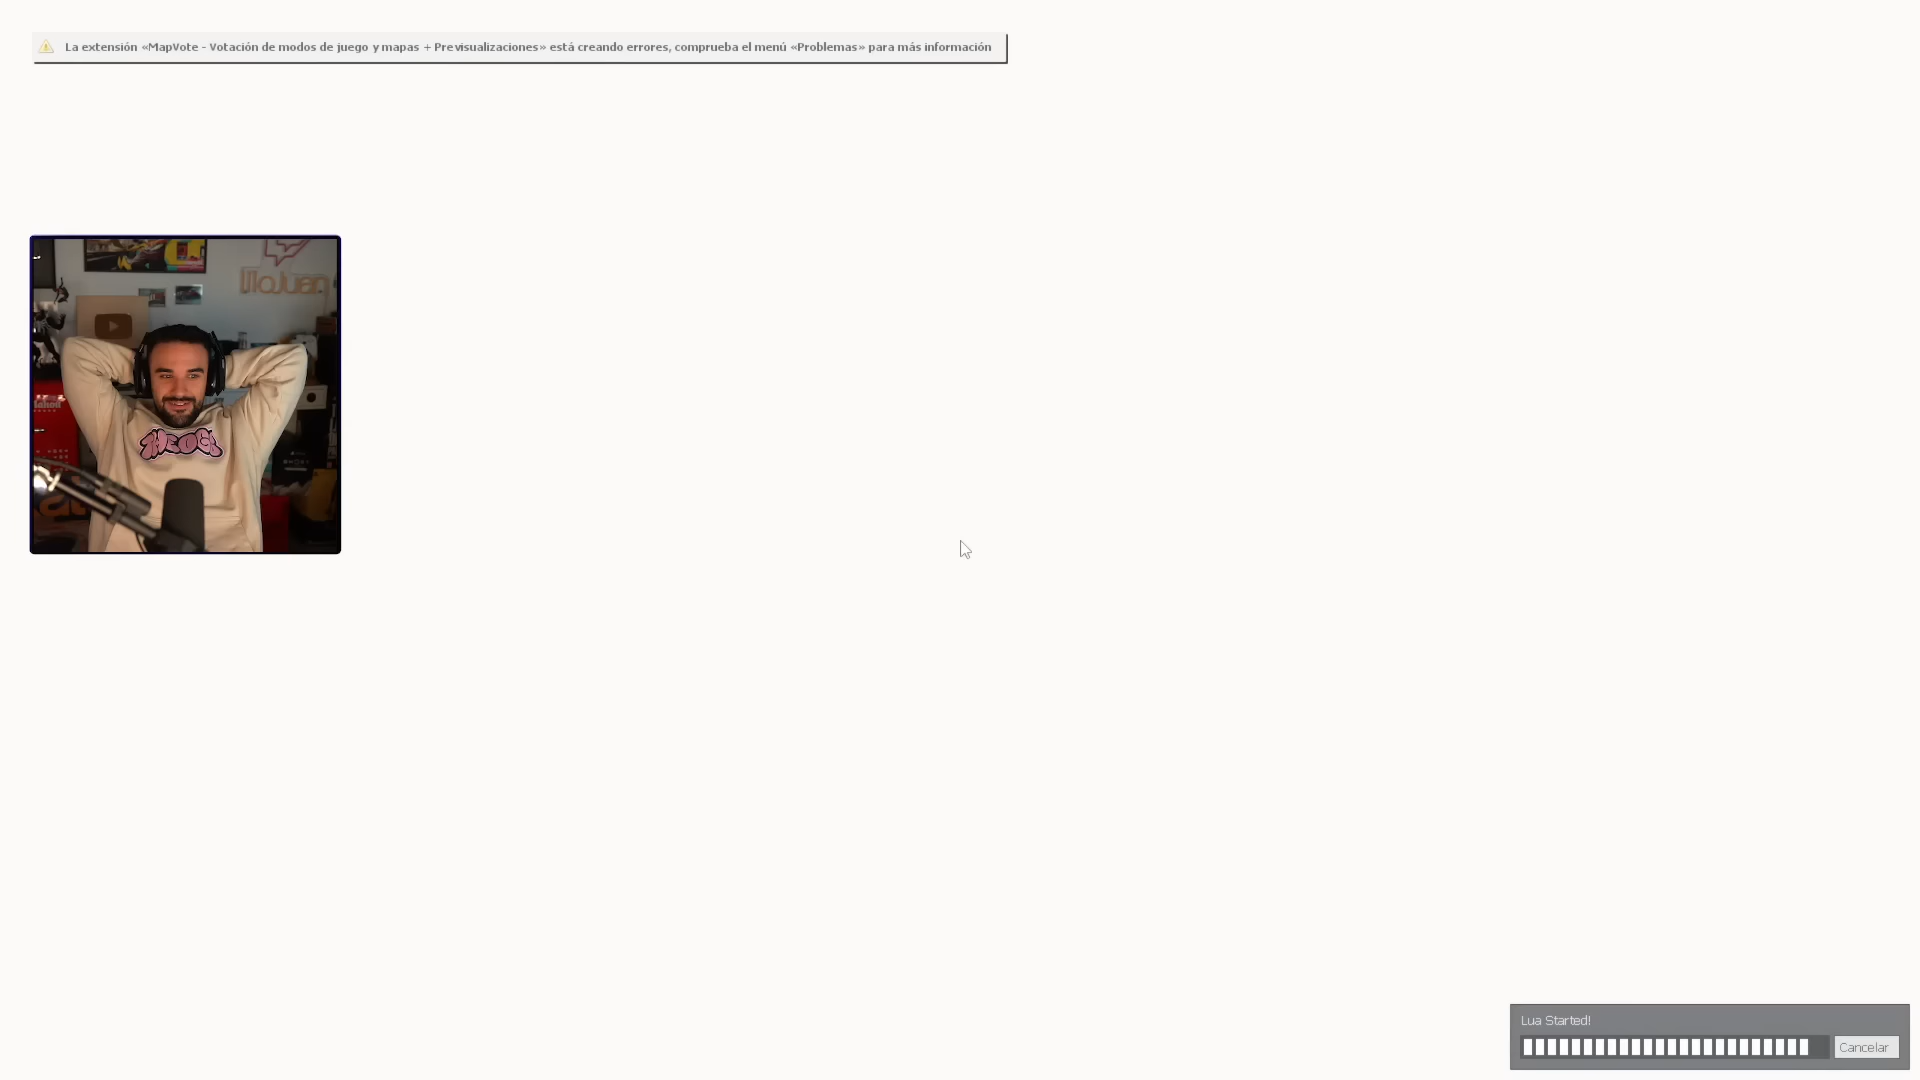 La extensión «MapVote - Votación de modos de juego y mapas + Previsualizaciones» está creando errores, comprueba el menú «Problemas» para más información
IlloJuan
Lua Started!
Cancelar